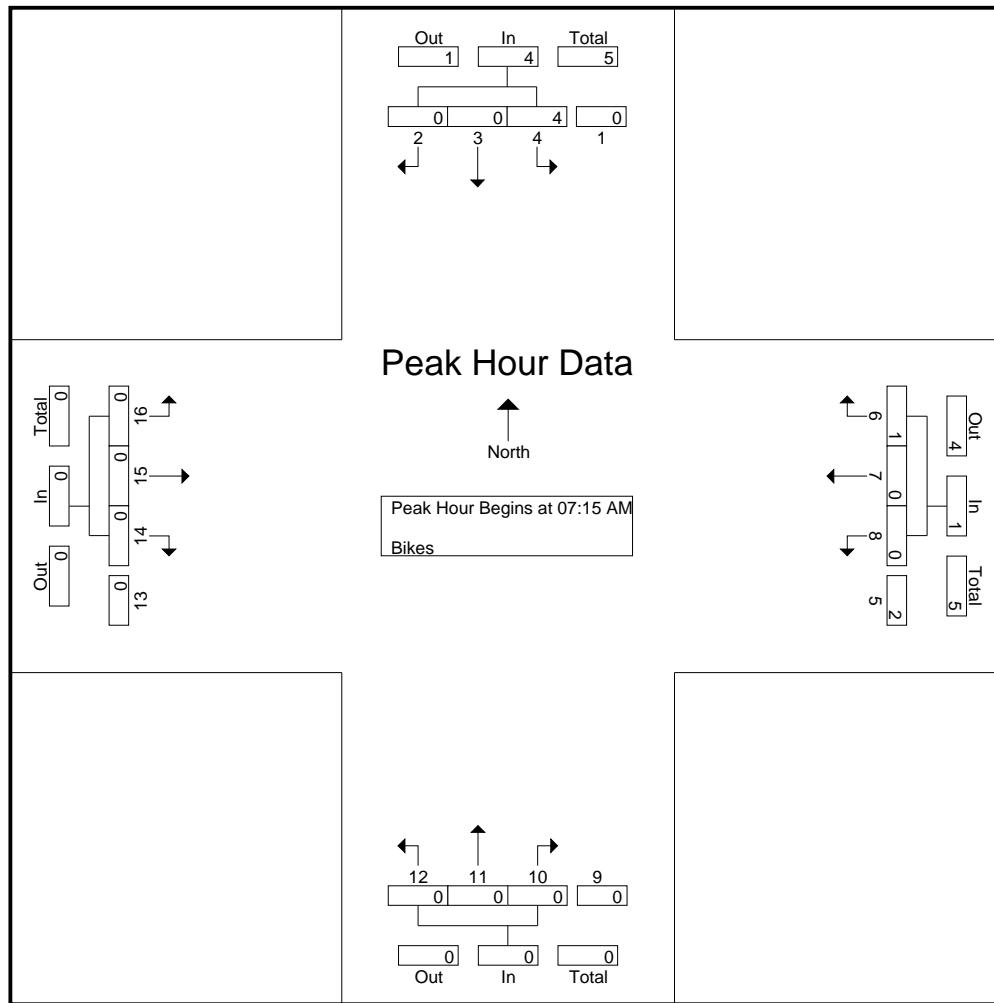 Out In Total
1 4 5
0 0 4 0
2 3 4 1
Peak Hour Data
North
Peak Hour Begins at 07:15 AM
Bikes
Total 0
In 0
Out 0
0 0 0 0
16 15 14 13
Out 4
In 1
Total 5
1 0 0 2
6 7 8 5
12 11 10 9
0 0 0 0
0 0 0
Out In Total